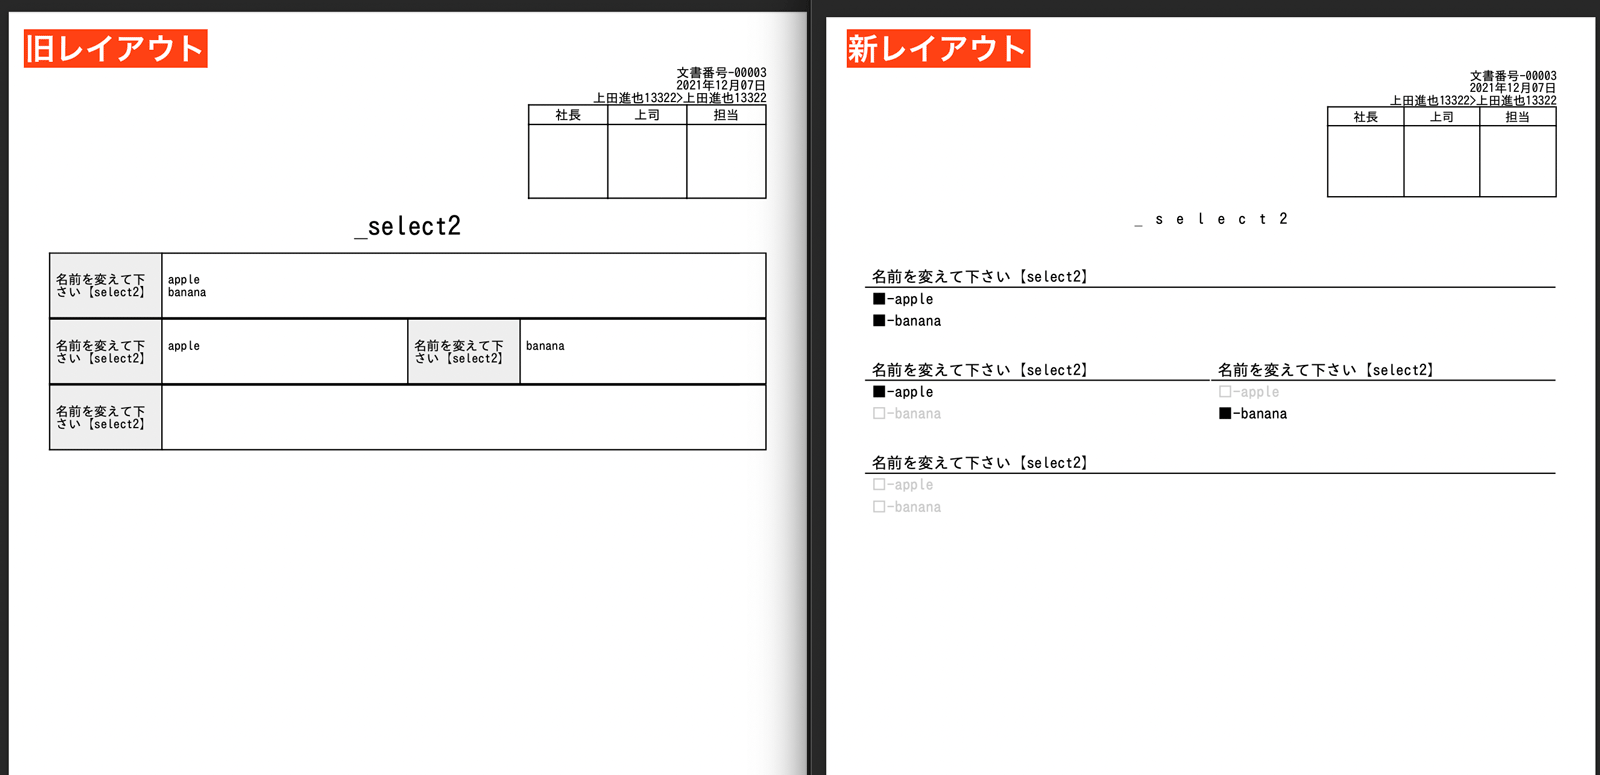 旧レイアウト
文書番号-00003
2021年12月07日
上田進也13322>上田進也13322
社長 上司 担当
_select2
名前を変えて下
さい【select2】
apple
banana
名前を変えて下
さい【select2】
apple
名前を変えて下
さい【select2】
banana
名前を変えて下
さい【select2】
新レイアウト
文書番号-00003
2021年12月07日
上田進也13322>上田進也13322
社長 上司 担当
_ s e l e c t 2
名前を変えて下さい【select2】
■-apple
■-banana
名前を変えて下さい【select2】
■-apple
□-banana
名前を変えて下さい【select2】
□-apple
■-banana
名前を変えて下さい【select2】
□-apple
□-banana